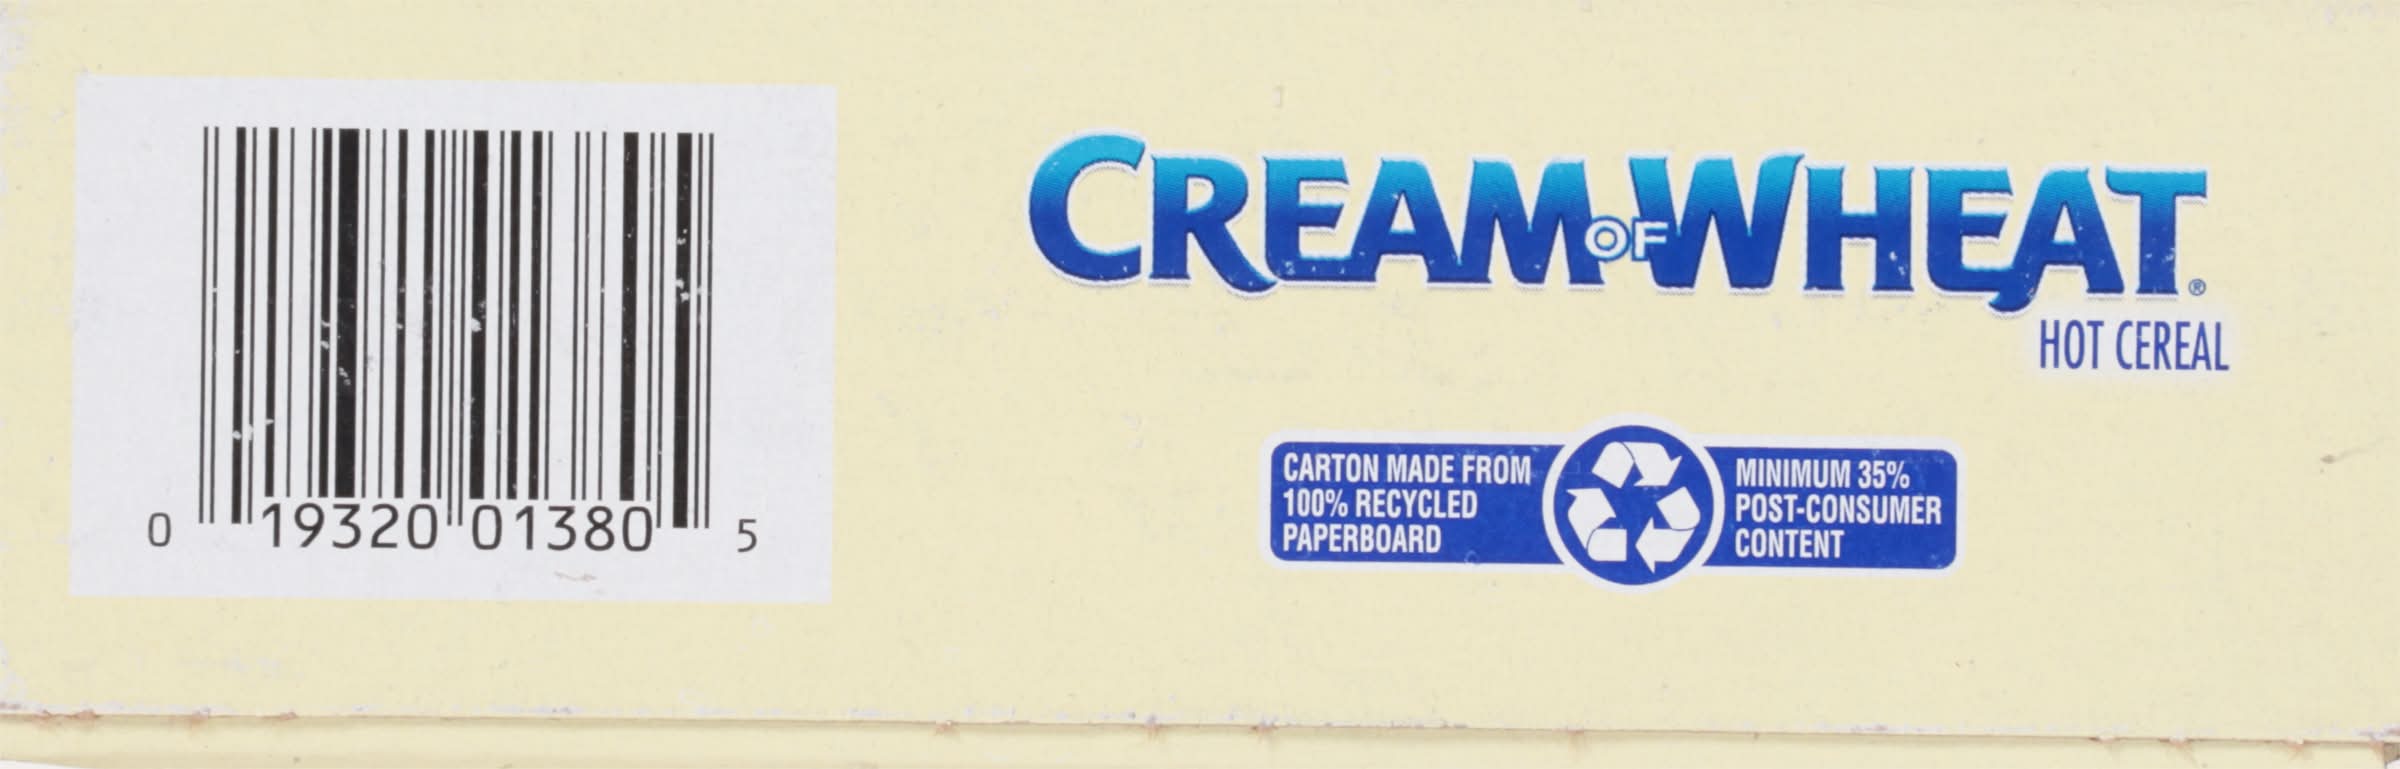 0 19320 01380 5
CREAM OF WHEAT®
HOT CEREAL
CARTON MADE FROM
100% RECYCLED
PAPERBOARD
MINIMUM 35%
POST-CONSUMER
CONTENT